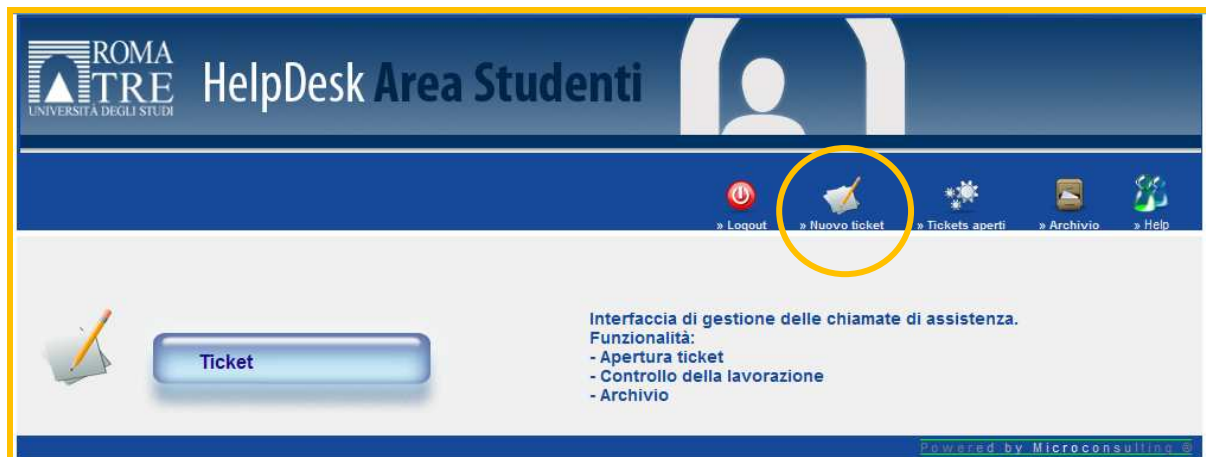 ROMA
TRE
UNIVERSITÀ DEGLI STUDI
HelpDesk Area Studenti
» Logout » Nuovo ticket » Tickets aperti » Archivio » Help
Ticket
Interfaccia di gestione delle chiamate di assistenza.
Funzionalità:
- Apertura ticket
- Controllo della lavorazione
- Archivio
Powered by Microconsulting ®